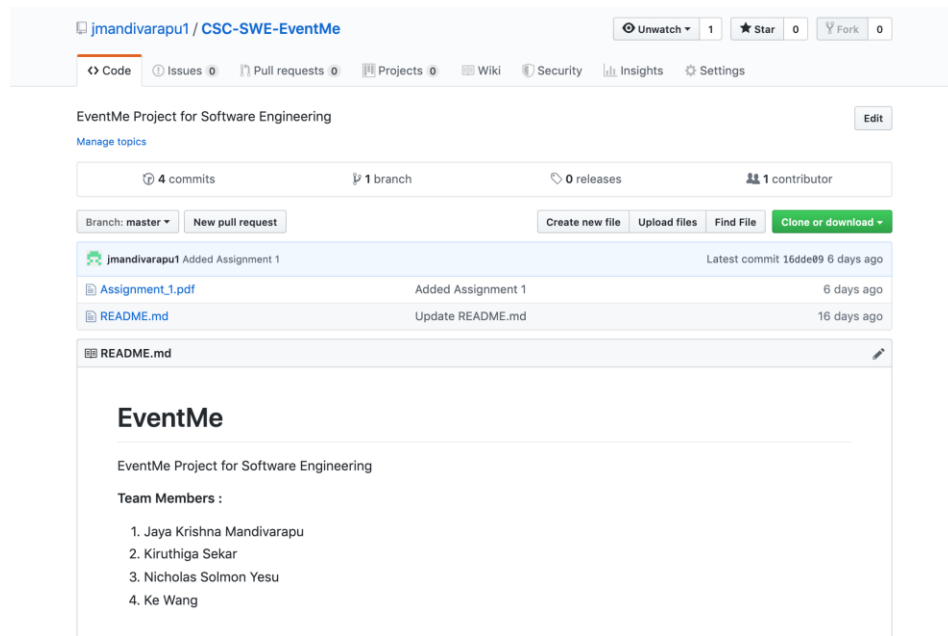 jmandivarapu1 / CSC-SWE-EventMe Unwatch 1 Star 0 Fork 0
Code Issues 0 Pull requests 0 Projects 0 Wiki Security Insights Settings
EventMe Project for Software Engineering Edit
Manage topics
4 commits 1 branch 0 releases 1 contributor
Branch: master New pull request Create new file Upload files Find File Clone or download
jmandivarapu1 Added Assignment 1 Latest commit 16dde09 6 days ago
Assignment_1.pdf Added Assignment 1 6 days ago
README.md Update README.md 16 days ago
README.md
EventMe
EventMe Project for Software Engineering
Team Members :
1. Jaya Krishna Mandivarapu
2. Kiruthiga Sekar
3. Nicholas Solmon Yesu
4. Ke Wang